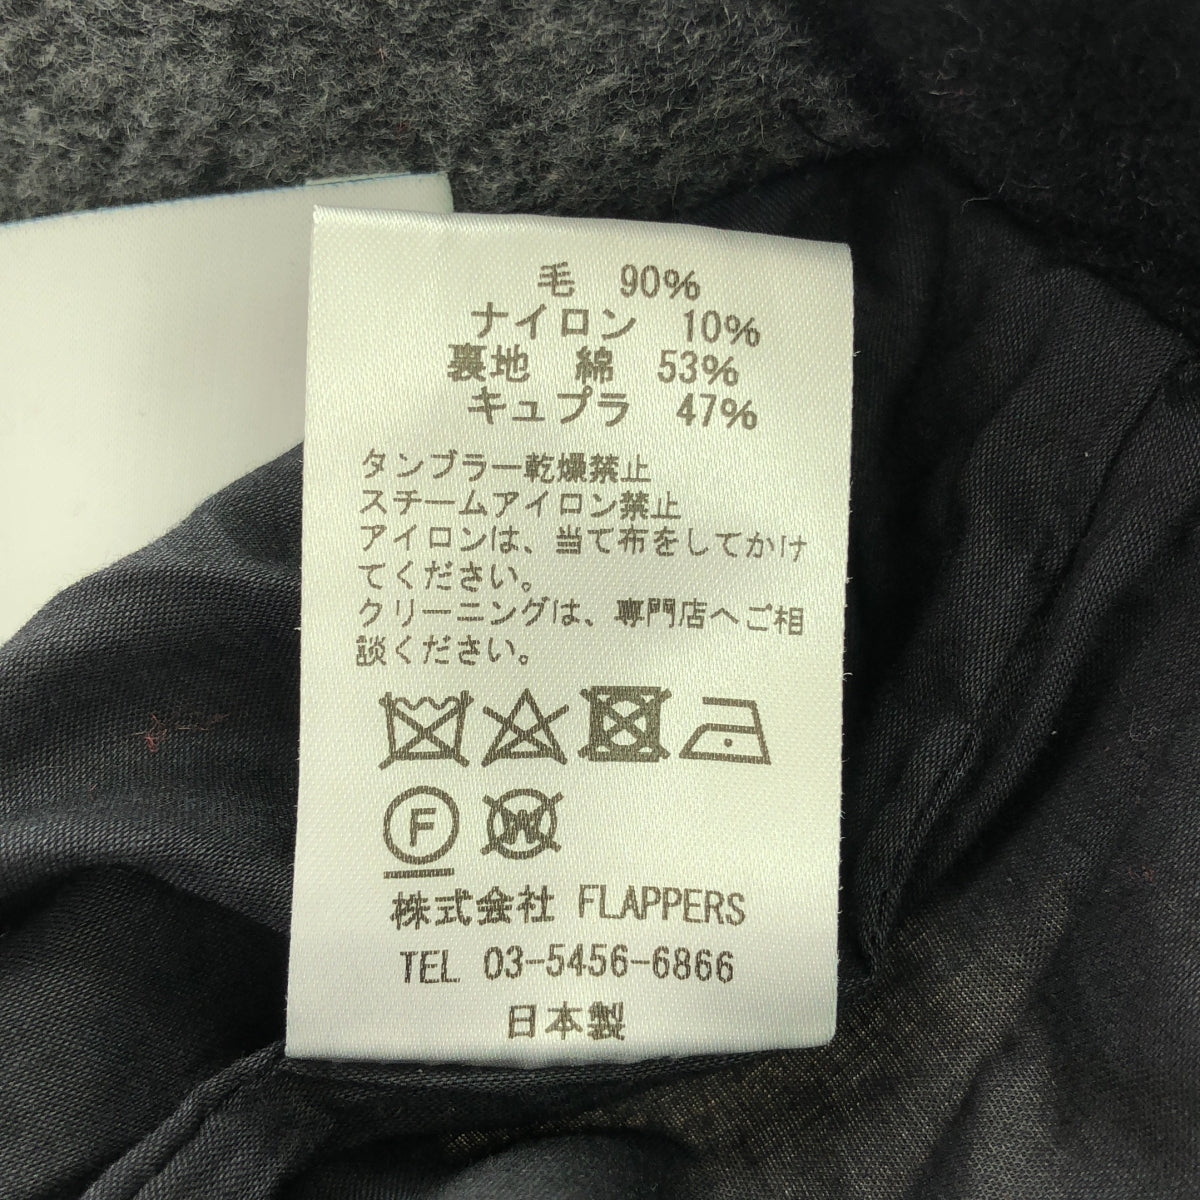 毛 90%
ナイロン 10%
裏地 綿 53%
キュプラ 47%
タンブラー乾燥禁止
スチームアイロン禁止
アイロンは、当て布をしてかけ
てください。
クリーニングは、専門店へご相
談ください。
F W
株式会社 FLAPPERS
TEL 03-5456-6866
日本製